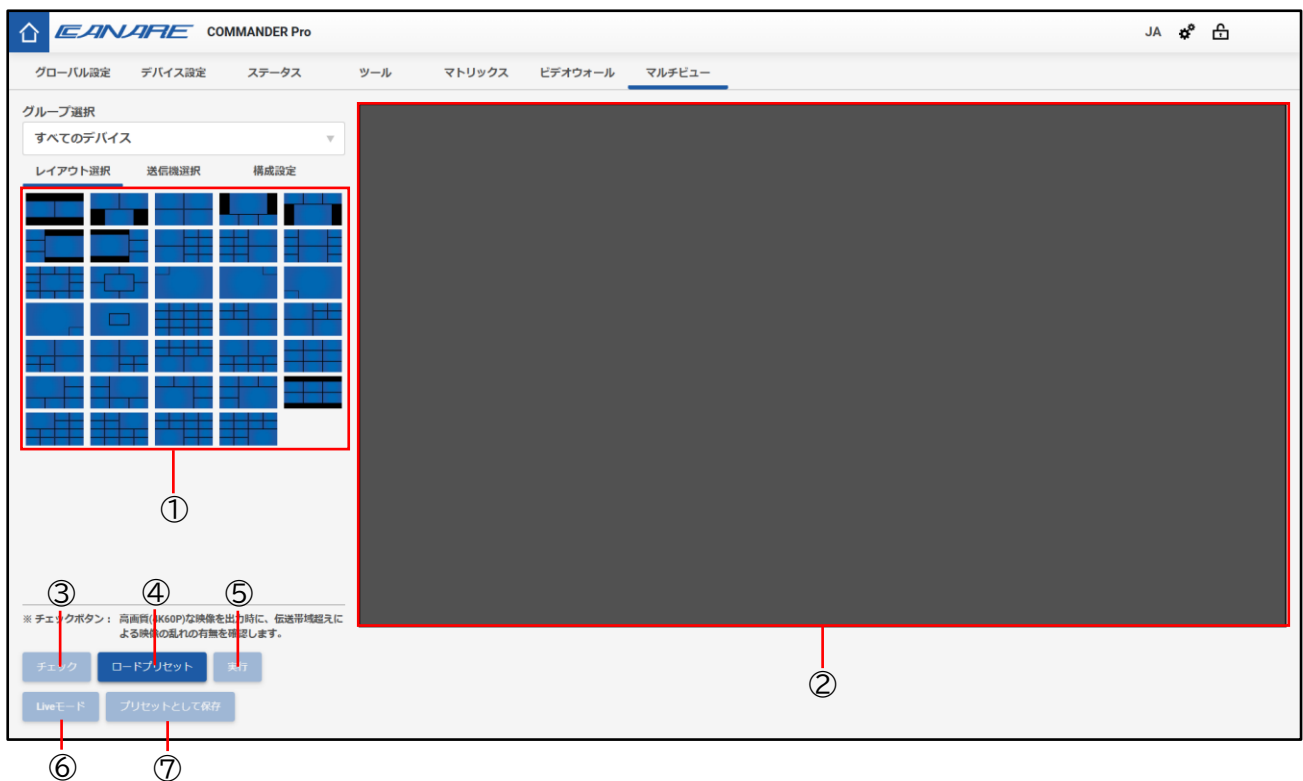 CANARE COMMANDER Pro JA
グローバル設定 デバイス設定 ステータス ツール マトリックス ビデオウォール マルチビュー
グループ選択
すべてのデバイス
レイアウト選択 送信機選択 構成設定
①
③ ④ ⑤
※ チェックボタン： 高画質(4K60P)な映像を出力時に、伝送帯域超えに
よる映像の乱れの有無を確認します。
チェック ロードプリセット 実行
②
Liveモード プリセットとして保存
⑥ ⑦